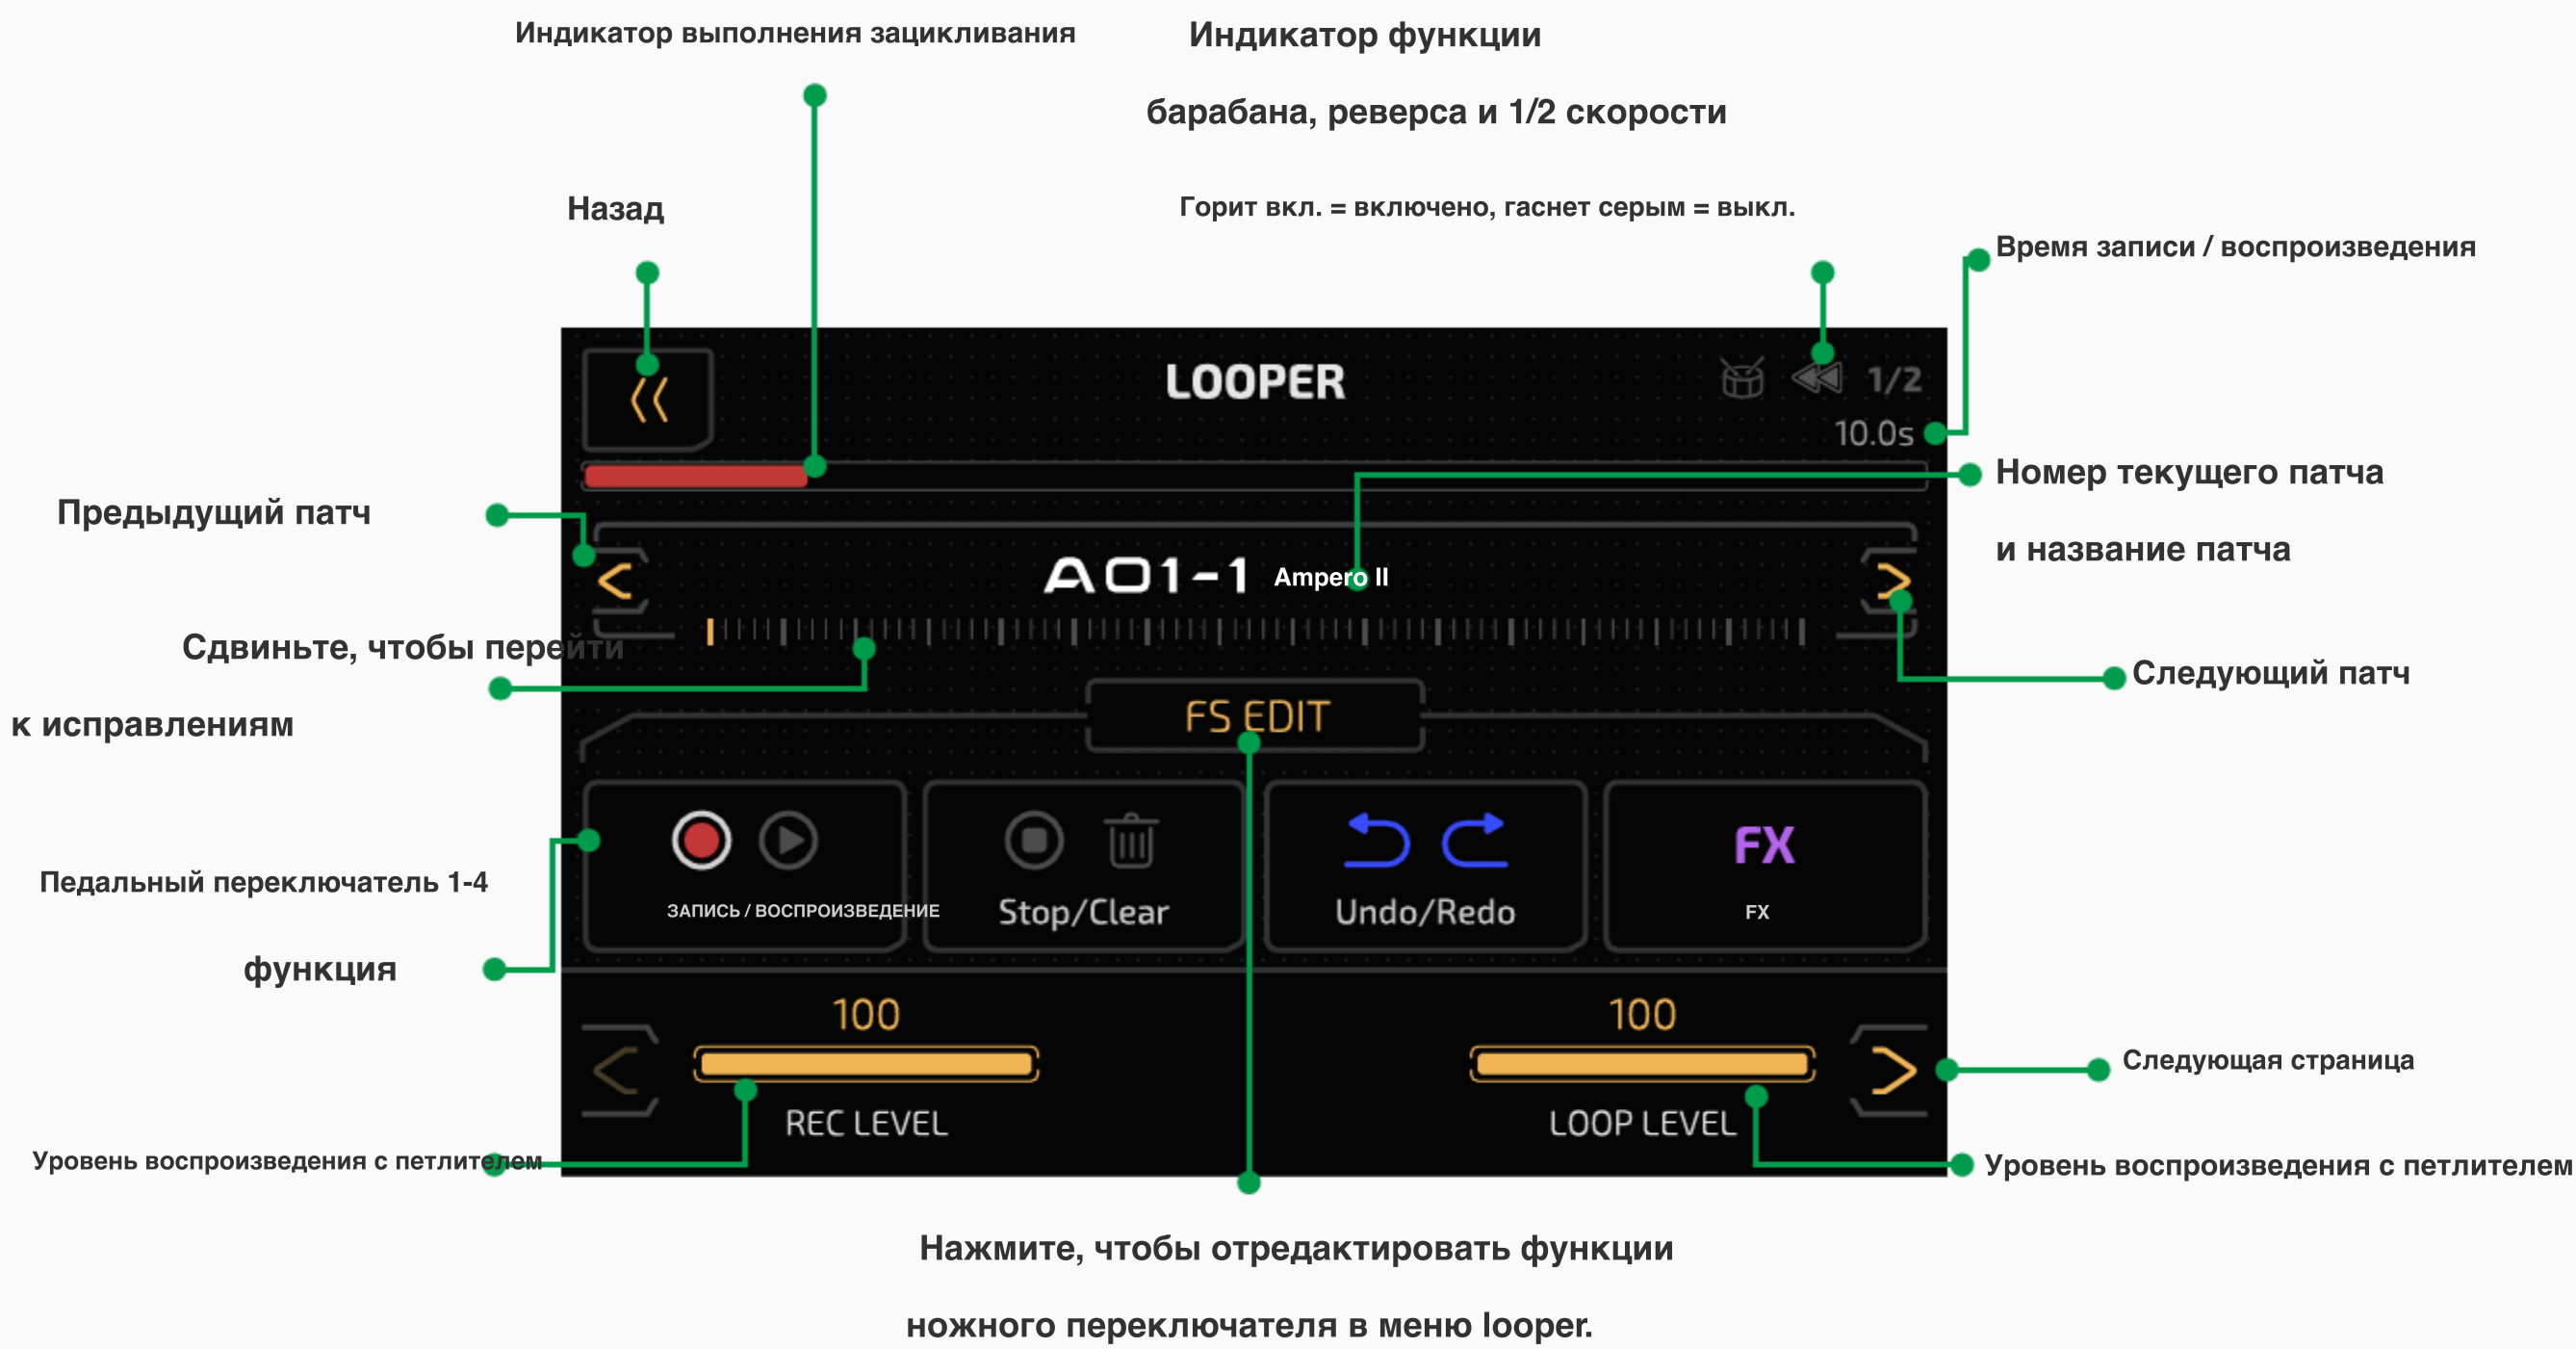 Индикатор выполнения зацикливания
Индикатор функции
барабана, реверса и 1/2 скорости
Назад
Горит вкл. = включено, гаснет серым = выкл.
Время записи / воспроизведения
LOOPER
1/2
10.0s
Номер текущего патча
и название патча
Предыдущий патч
A01-1 Ampero II
Сдвиньте, чтобы перейти
к исправлениям
Следующий патч
FS EDIT
Педальный переключатель 1-4
функция
ЗАПИСЬ / ВОСПРОИЗВЕДЕНИЕ
Stop/Clear
Undo/Redo
FX
FX
100
100
Следующая страница
REC LEVEL
LOOP LEVEL
Уровень воспроизведения с петлителем
Уровень воспроизведения с петлителем
Нажмите, чтобы отредактировать функции
ножного переключателя в меню looper.